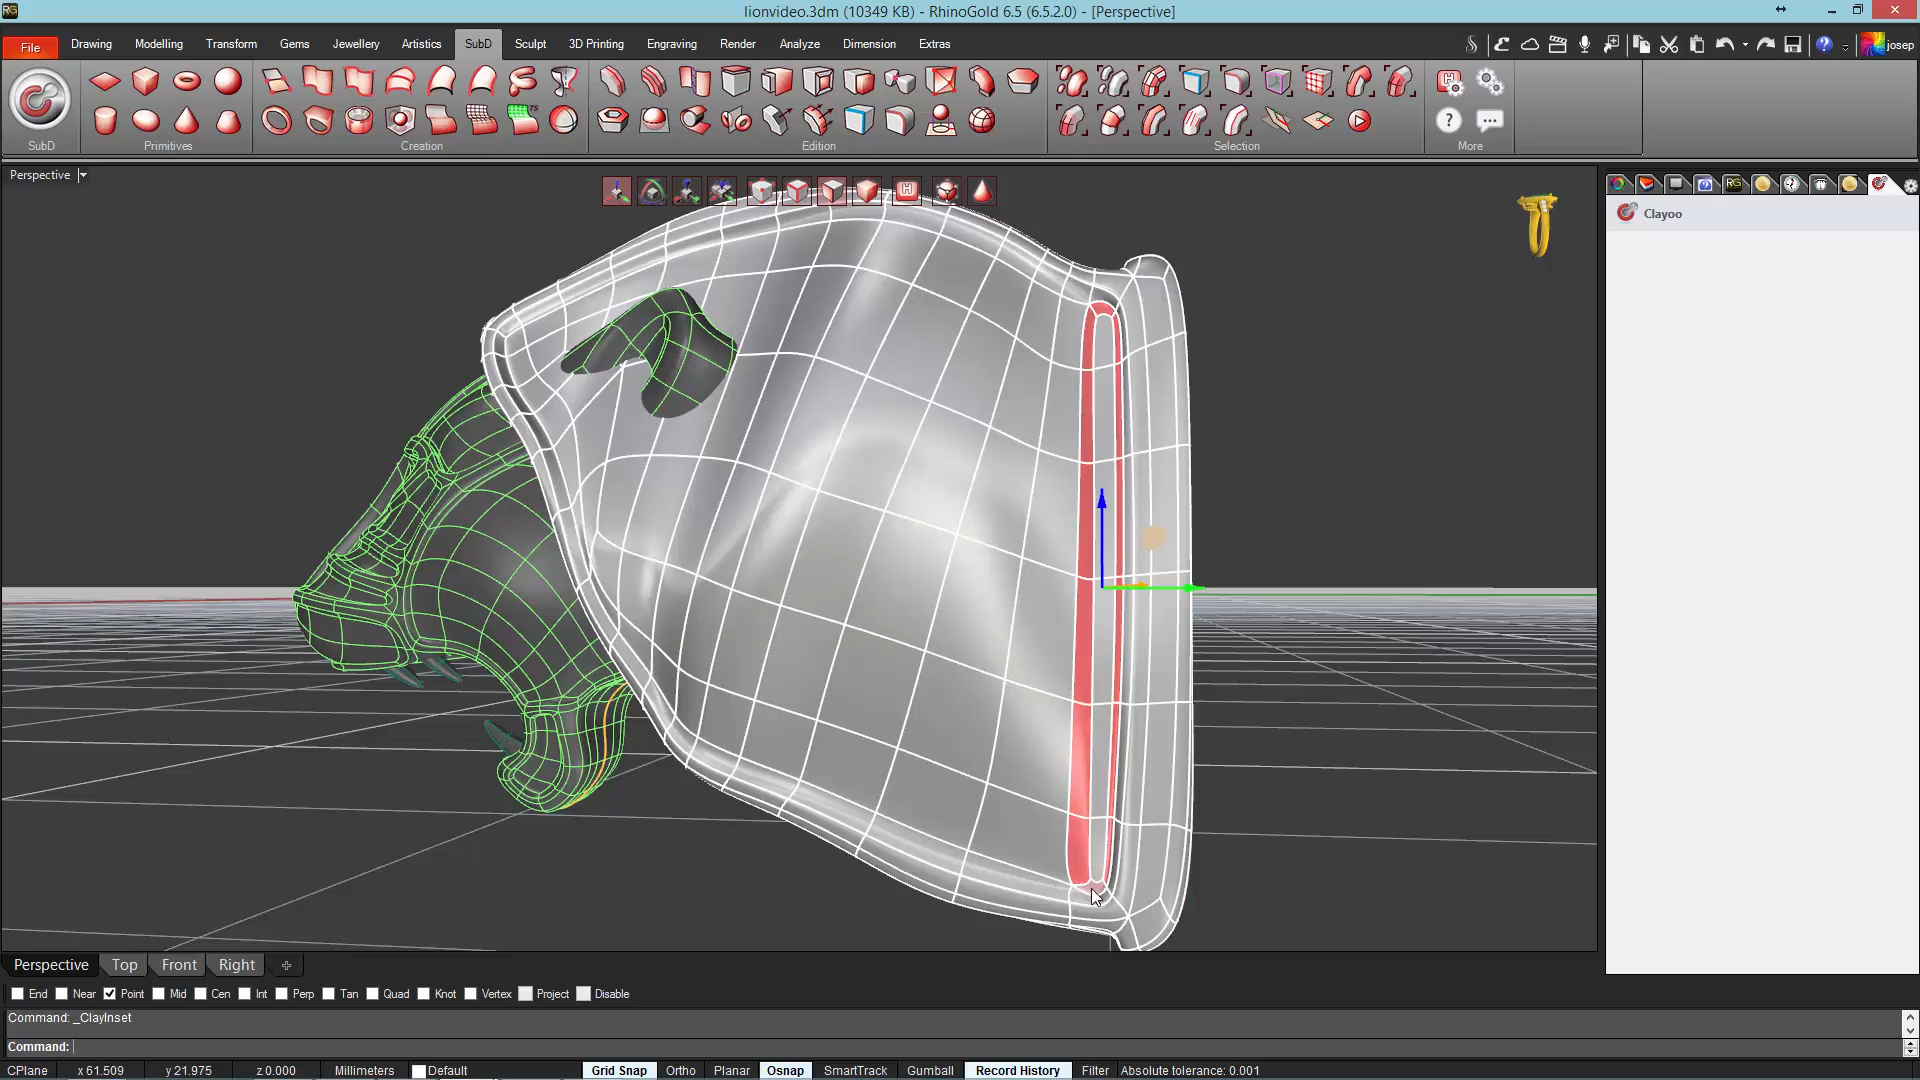 RG
lionvideo.3dm (10349 KB) - RhinoGold 6.5 (6.5.2.0) - [Perspective]
File Drawing Modelling Transform Gems Jewellery Artistics SubD Sculpt 3D Printing Engraving Render Analyze Dimension Extras josep
SubD Primitives Creation Edition Selection More
Perspective
H
RG
Clayoo
Perspective Top Front Right
End Near Point Mid Cen Int Perp Tan Quad Knot Vertex Project Disable
Command: _ClayInset
Command:
CPlane x 61.509 y 21.975 z 0.000 Millimeters Default Grid Snap Ortho Planar Osnap SmartTrack Gumball Record History Filter Absolute tolerance: 0.001